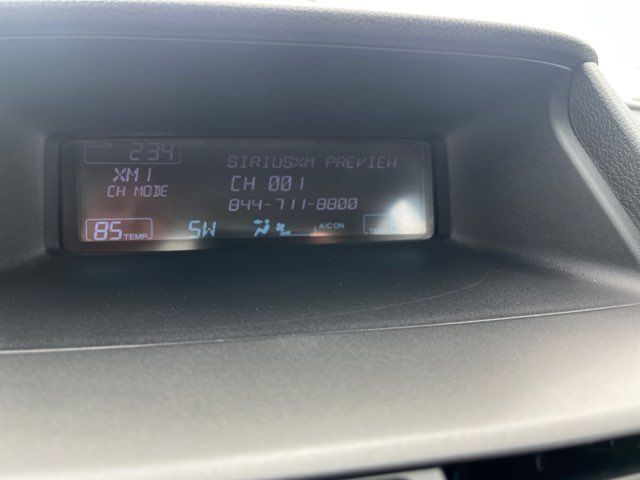 234
SIRIUSXM PREVIEW
XM1
CH 001
CH MODE
844-711-8800
85 TEMP
SW
A/C ON